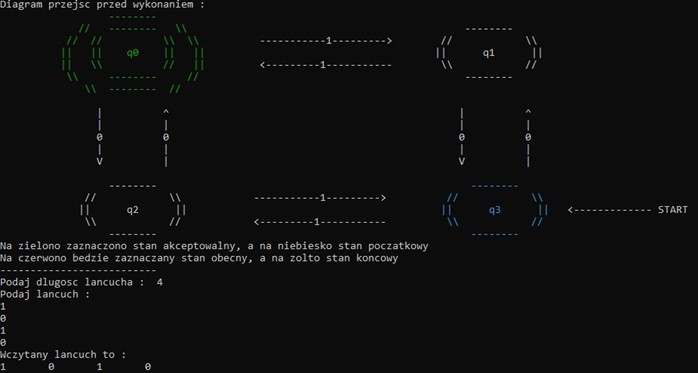 Diagram przejsc przed wykonaniem :
q0
1
q1
1
0 0 0 0
q2
1
q3
START
1
Na zielono zaznaczono stan akceptowalny, a na niebiesko stan poczatkowy
Na czerwono bedzie zaznaczany stan obecny, a na zolto stan koncowy
Podaj dlugosc lancucha : 4
Podaj lancuch :
1
0
1
0
Wczytany lancuch to :
1 0 1 0